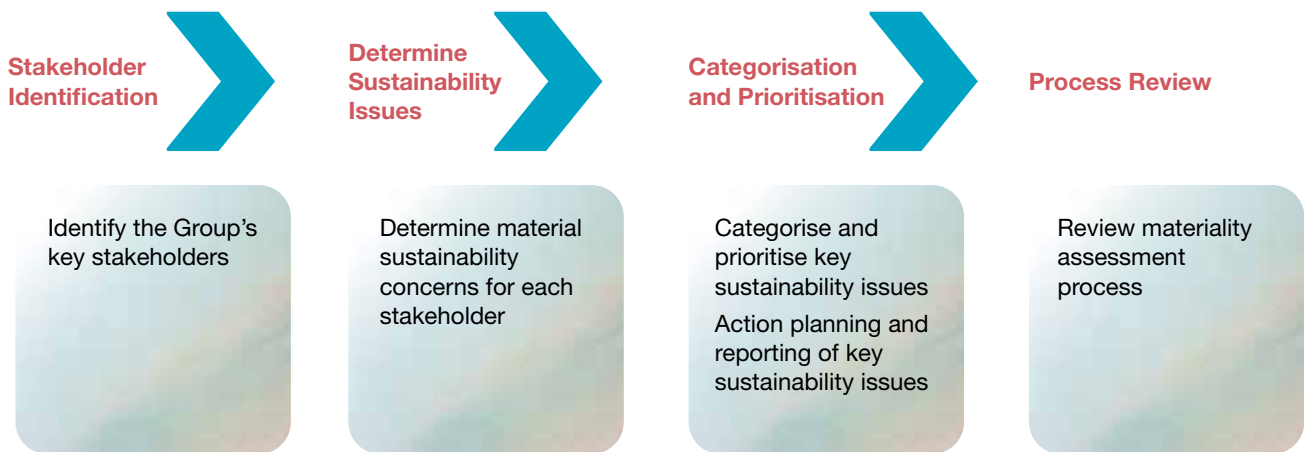 Stakeholder
Identification
Determine
Sustainability
Issues
Categorisation
and Prioritisation
Process Review
Identify the Group’s
key stakeholders
Determine material
sustainability
concerns for each
stakeholder
Categorise and
prioritise key
sustainability issues
Action planning and
reporting of key
sustainability issues
Review materiality
assessment
process